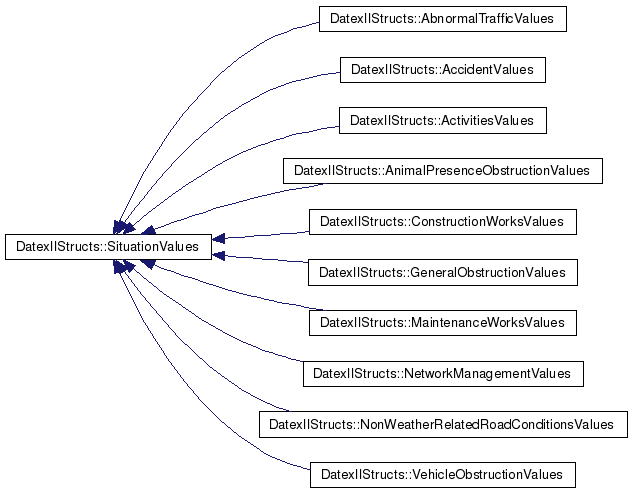 DatexIIStructs::AbnormalTrafficValues
DatexIIStructs::AccidentValues
DatexIIStructs::ActivitiesValues
DatexIIStructs::AnimalPresenceObstructionValues
DatexIIStructs::ConstructionWorksValues
DatexIIStructs::SituationValues
DatexIIStructs::GeneralObstructionValues
DatexIIStructs::MaintenanceWorksValues
DatexIIStructs::NetworkManagementValues
DatexIIStructs::NonWeatherRelatedRoadConditionsValues
DatexIIStructs::VehicleObstructionValues